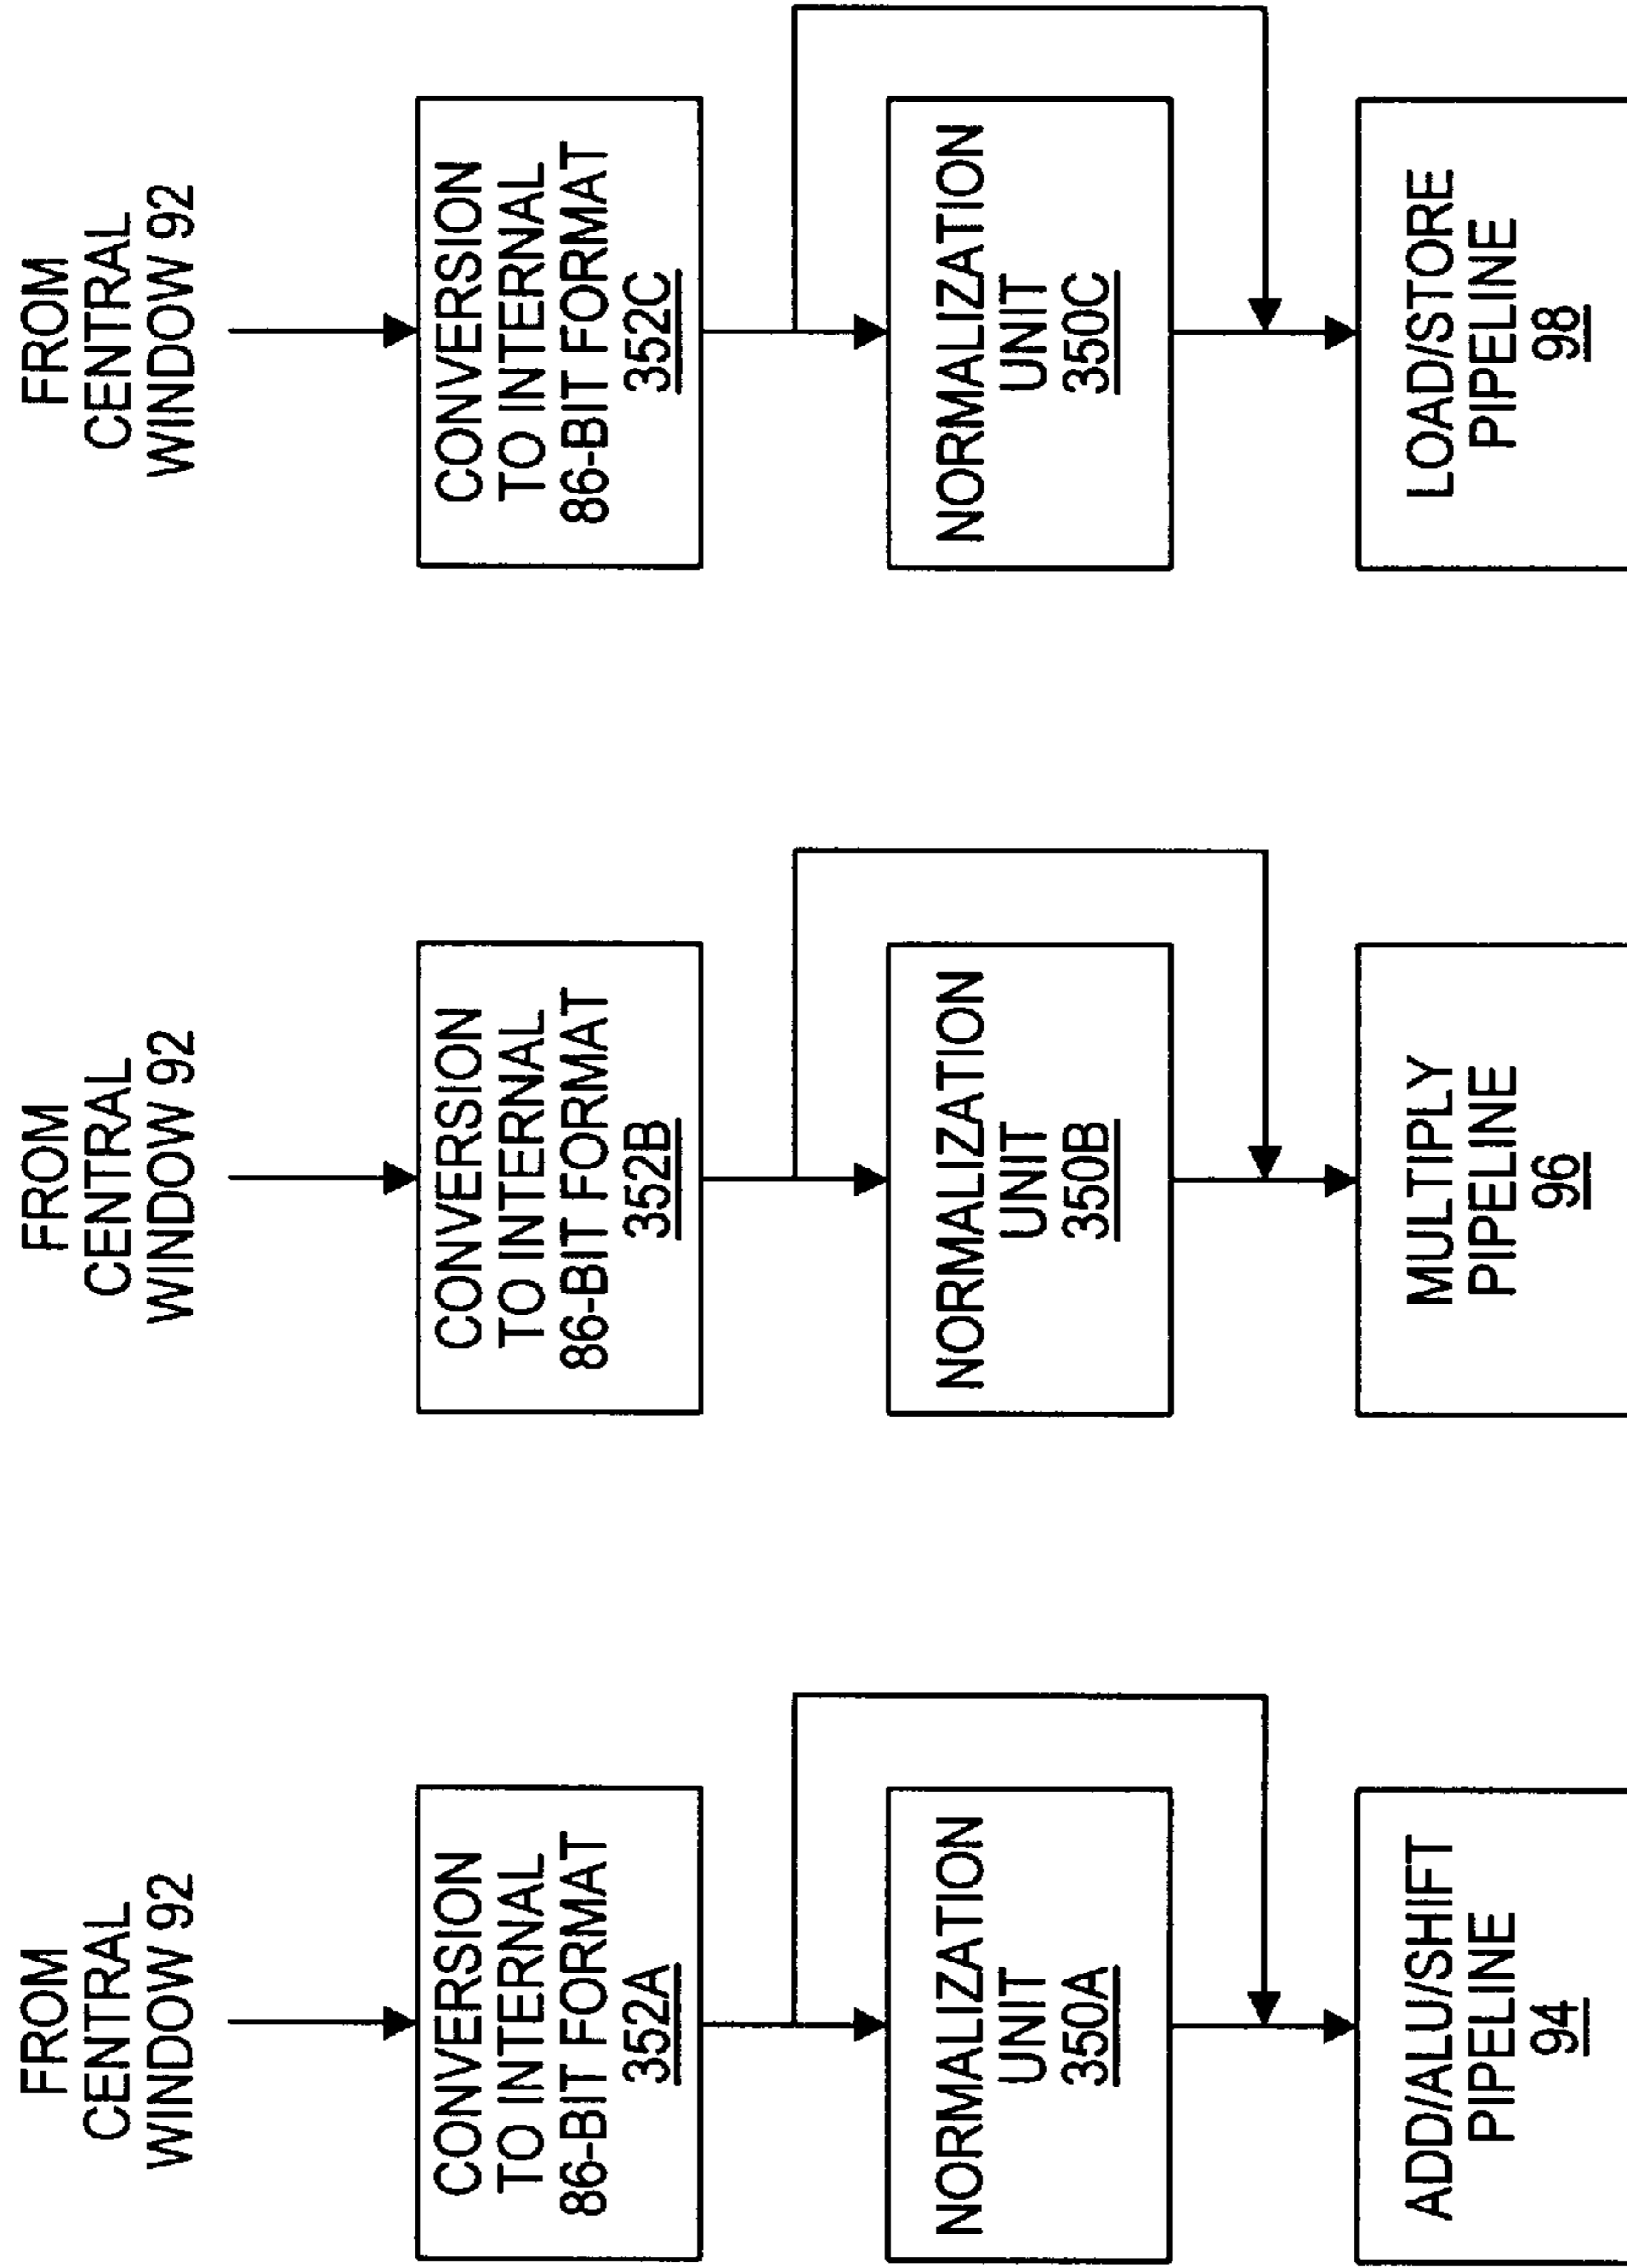 FROM
CENTRAL
WINDOW 92
CONVERSION
TO INTERNAL
86-BIT FORMAT
352A
NORMALIZATION
UNIT
350A
ADD/ALU/SHIFT
PIPELINE
94
FROM
CENTRAL
WINDOW 92
CONVERSION
TO INTERNAL
86-BIT FORMAT
352B
NORMALIZATION
UNIT
350B
MULTIPLY
PIPELINE
96
FROM
CENTRAL
WINDOW 92
CONVERSION
TO INTERNAL
86-BIT FORMAT
352C
NORMALIZATION
UNIT
350C
LOAD/STORE
PIPELINE
98